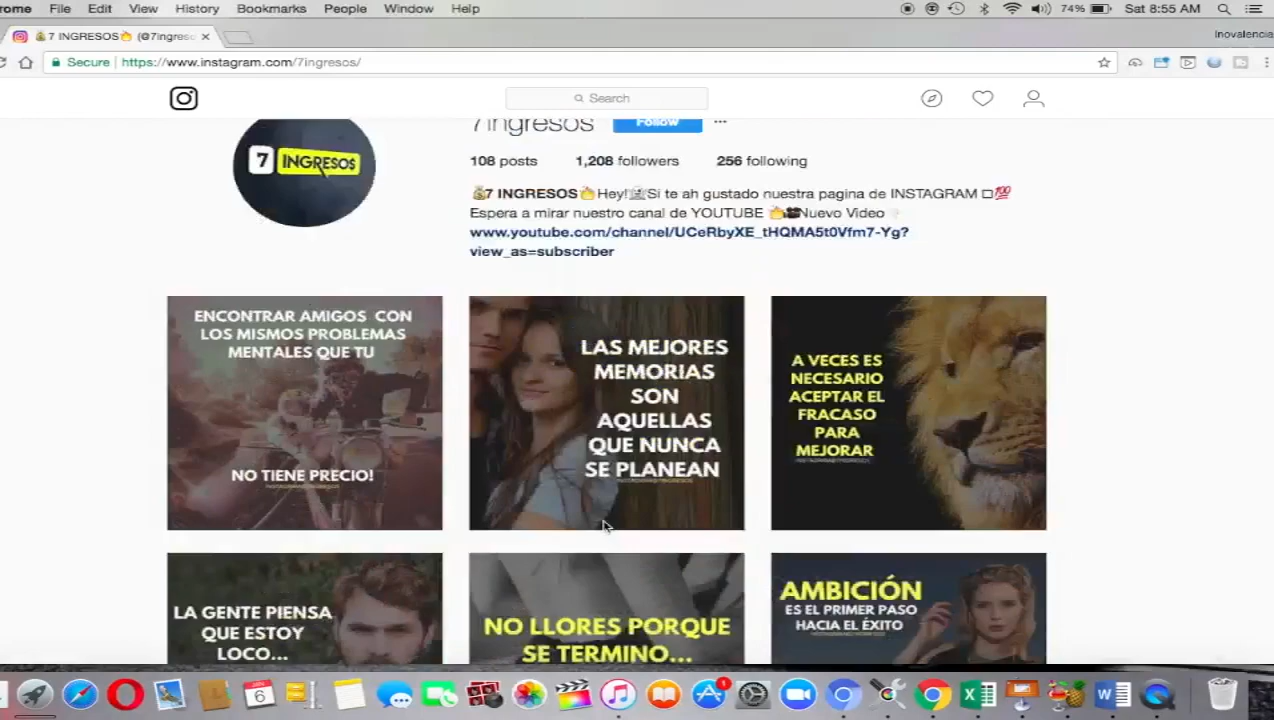 rome File Edit View History Bookmarks People Window Help 74% Sat 8:55 AM
7 INGRESOS (@7ingresc Inovalencia
Secure https://www.instagram.com/7ingresos/
Search
7ingresos Follow
7 INGRESOS
108 posts 1,208 followers 256 following
7 INGRESOS Hey! Sí te ah gustado nuestra pagina de INSTAGRAM
Espera a mirar nuestro canal de YOUTUBE Nuevo Video
www.youtube.com/channel/UCeRbyXE_tHQMA5t0Vfm7-Yg?
view_as=subscriber
ENCONTRAR AMIGOS CON
LOS MISMOS PROBLEMAS
MENTALES QUE TU
NO TIENE PRECIO!
LAS MEJORES
MEMORIAS
SON
AQUELLAS
QUE NUNCA
SE PLANEAN
A VECES ES
NECESARIO
ACEPTAR EL
FRACASO
PARA
MEJORAR
LA GENTE PIENSA
QUE ESTOY
LOCO...
NO LLORES PORQUE
SE TERMINO...
AMBICIÓN
ES EL PRIMER PASO
HACIA EL ÉXITO
6
1